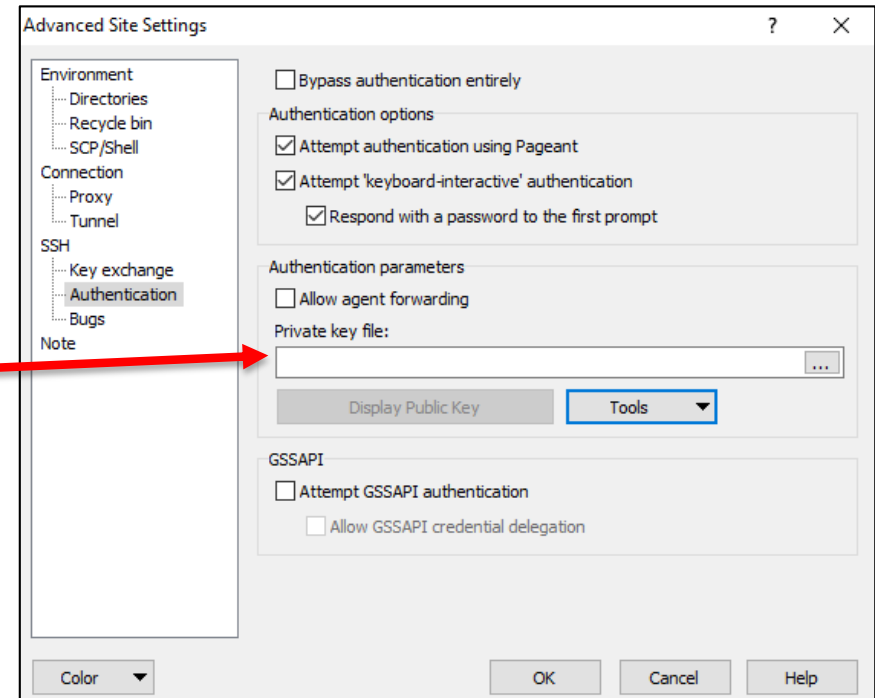 Advanced Site Settings
?
Environment
Directories
Recycle bin
SCP/Shell
Connection
Proxy
Tunnel
SSH
Key exchange
Authentication
Bugs
Note
Bypass authentication entirely
Authentication options
Attempt authentication using Pageant
Attempt 'keyboard-interactive' authentication
Respond with a password to the first prompt
Authentication parameters
Allow agent forwarding
Private key file:
...
Display Public Key
Tools
GSSAPI
Attempt GSSAPI authentication
Allow GSSAPI credential delegation
Color
OK
Cancel
Help